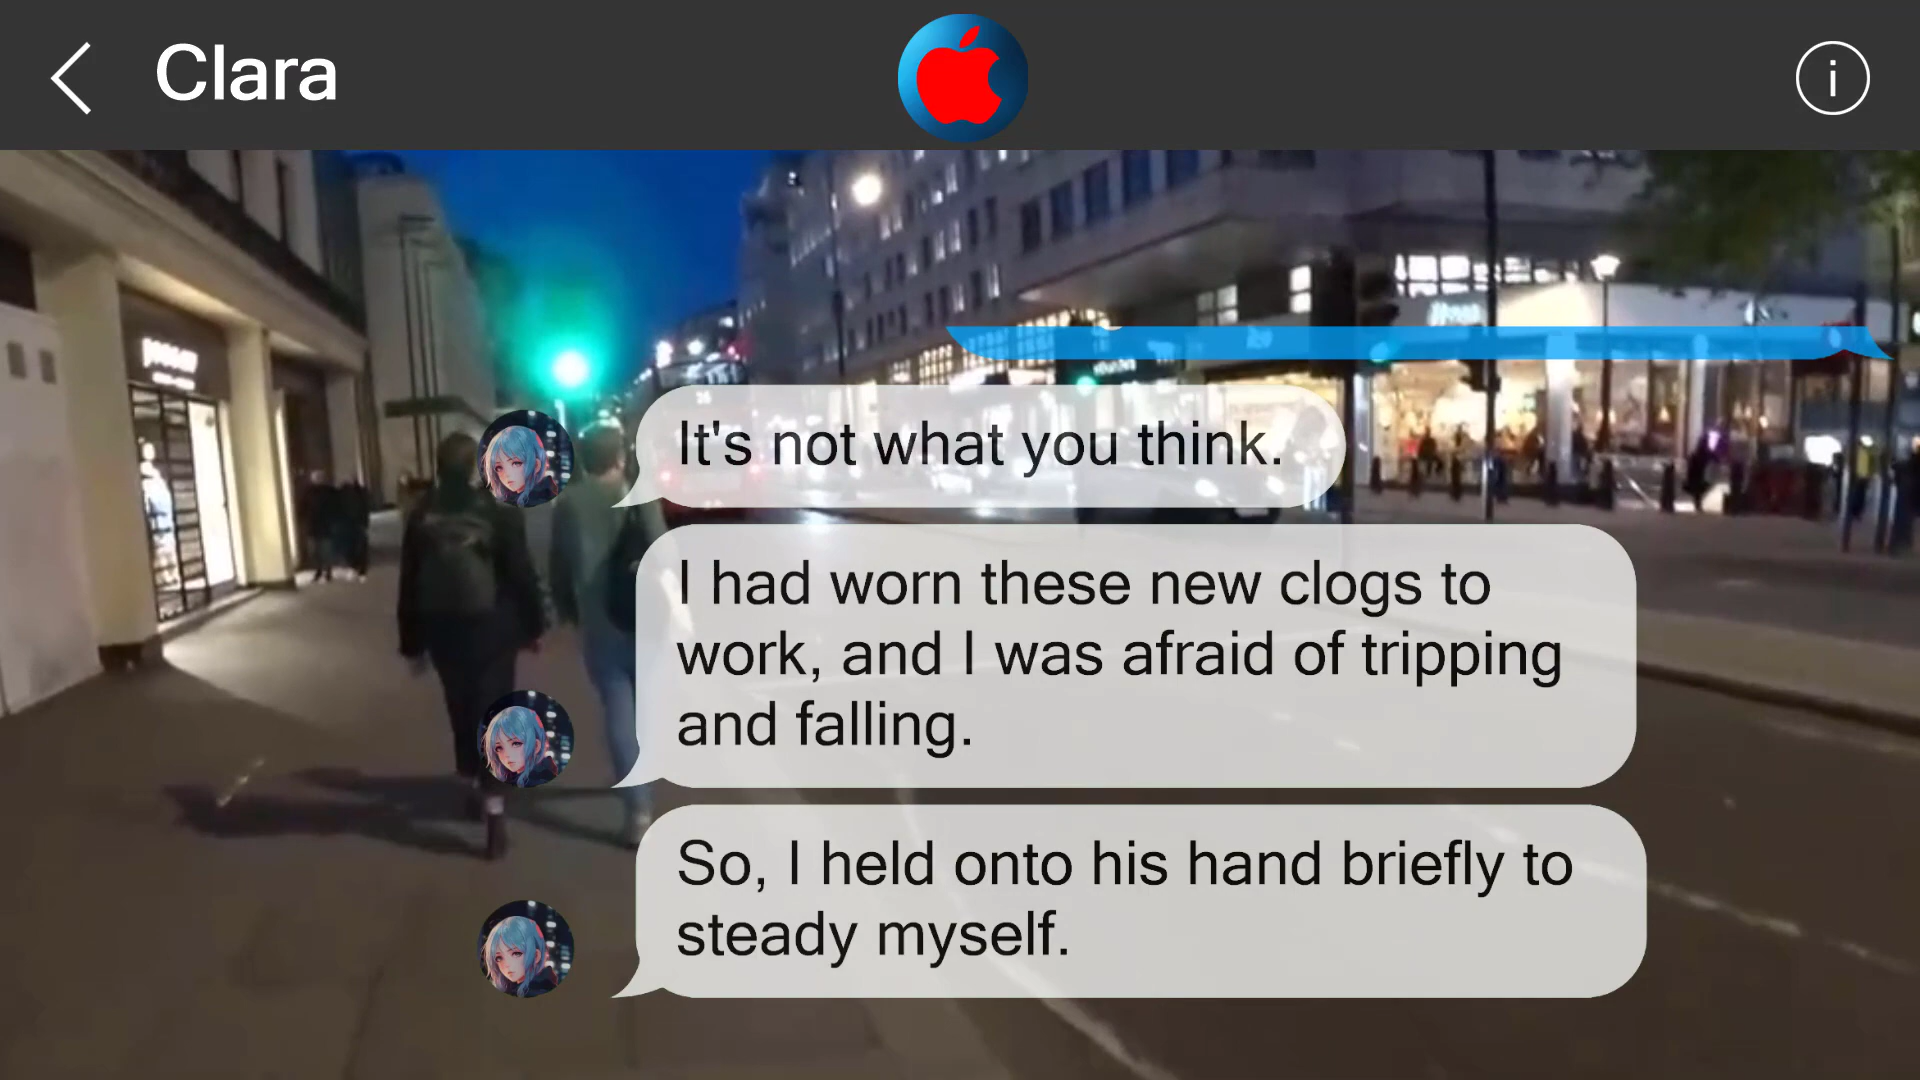 Clara
It's not what you think.
I had worn these new clogs to
work, and I was afraid of tripping
and falling.
So, I held onto his hand briefly to
steady myself.